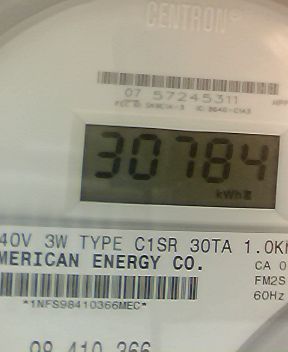 CENTRON®
07 57245311
30784
kWh
40V 3W TYPE C1SR 30TA 1.0K
MERICAN ENERGY CO.
CA 0
FM2S
60Hz
*1NFS98410366MEC*
98 410 366